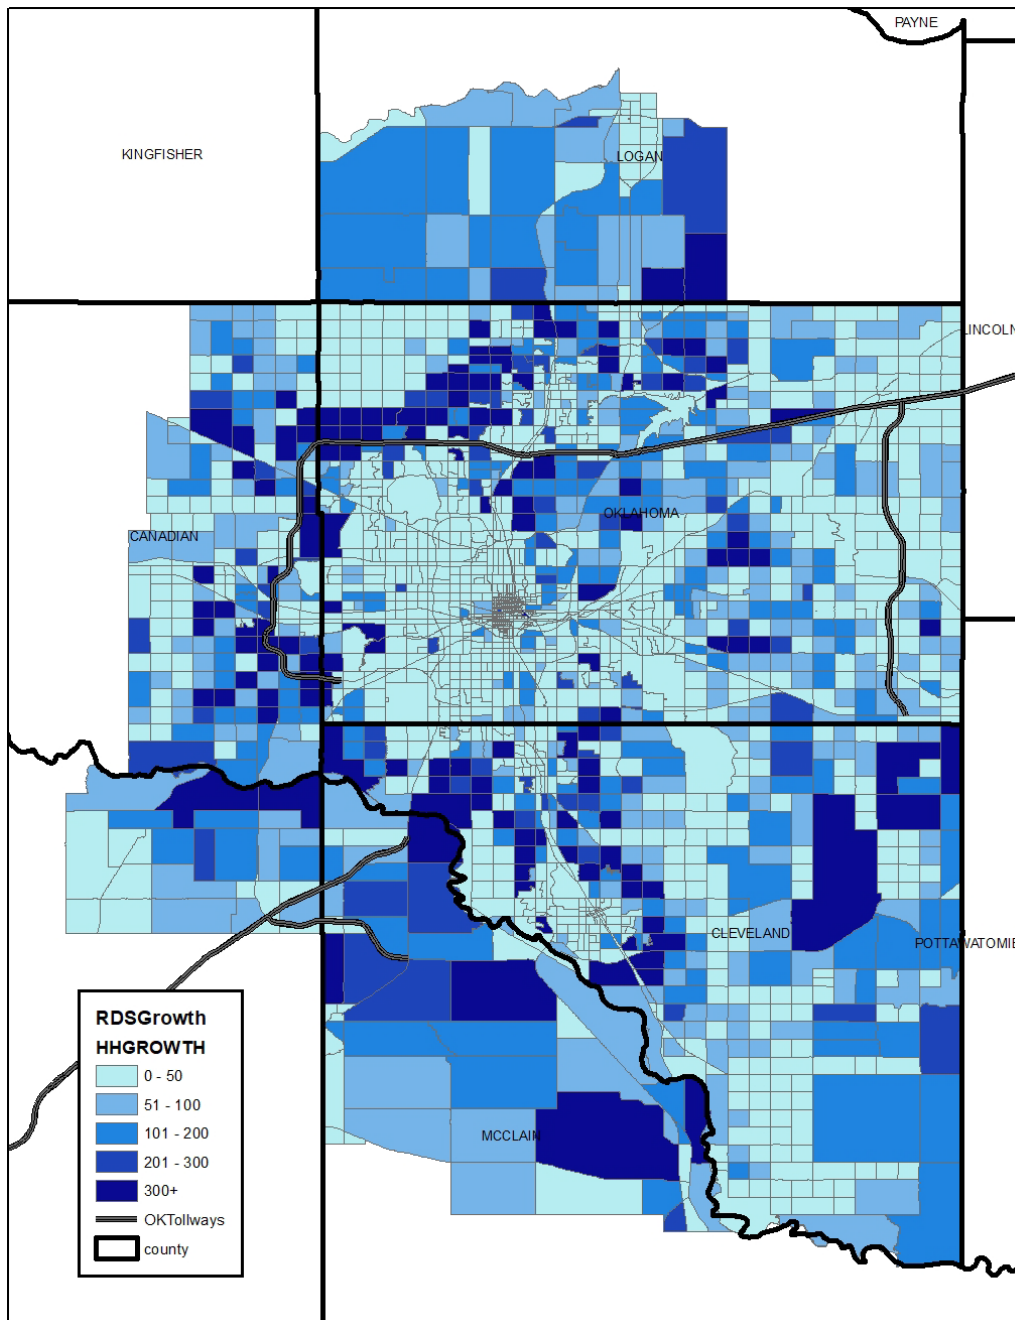 PAYNE
KINGFISHER
LOGAN
LINCOLN
OKLAHOMA
CANADIAN
CLEVELAND
POTTAWATOMIE
MCCLAIN
RDSGrowth
HHGROWTH
0 - 50
51 - 100
101 - 200
201 - 300
300+
OKTollways
county